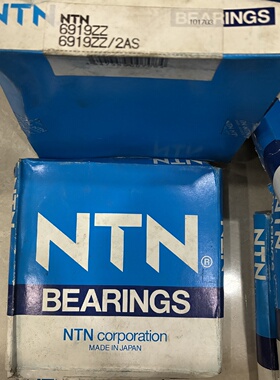 NTN
NTN
BEARINGS
6919ZZ
6919ZZ/2AS
NTN®
BEARINGS
NTN corporation
MADE IN JAPAN